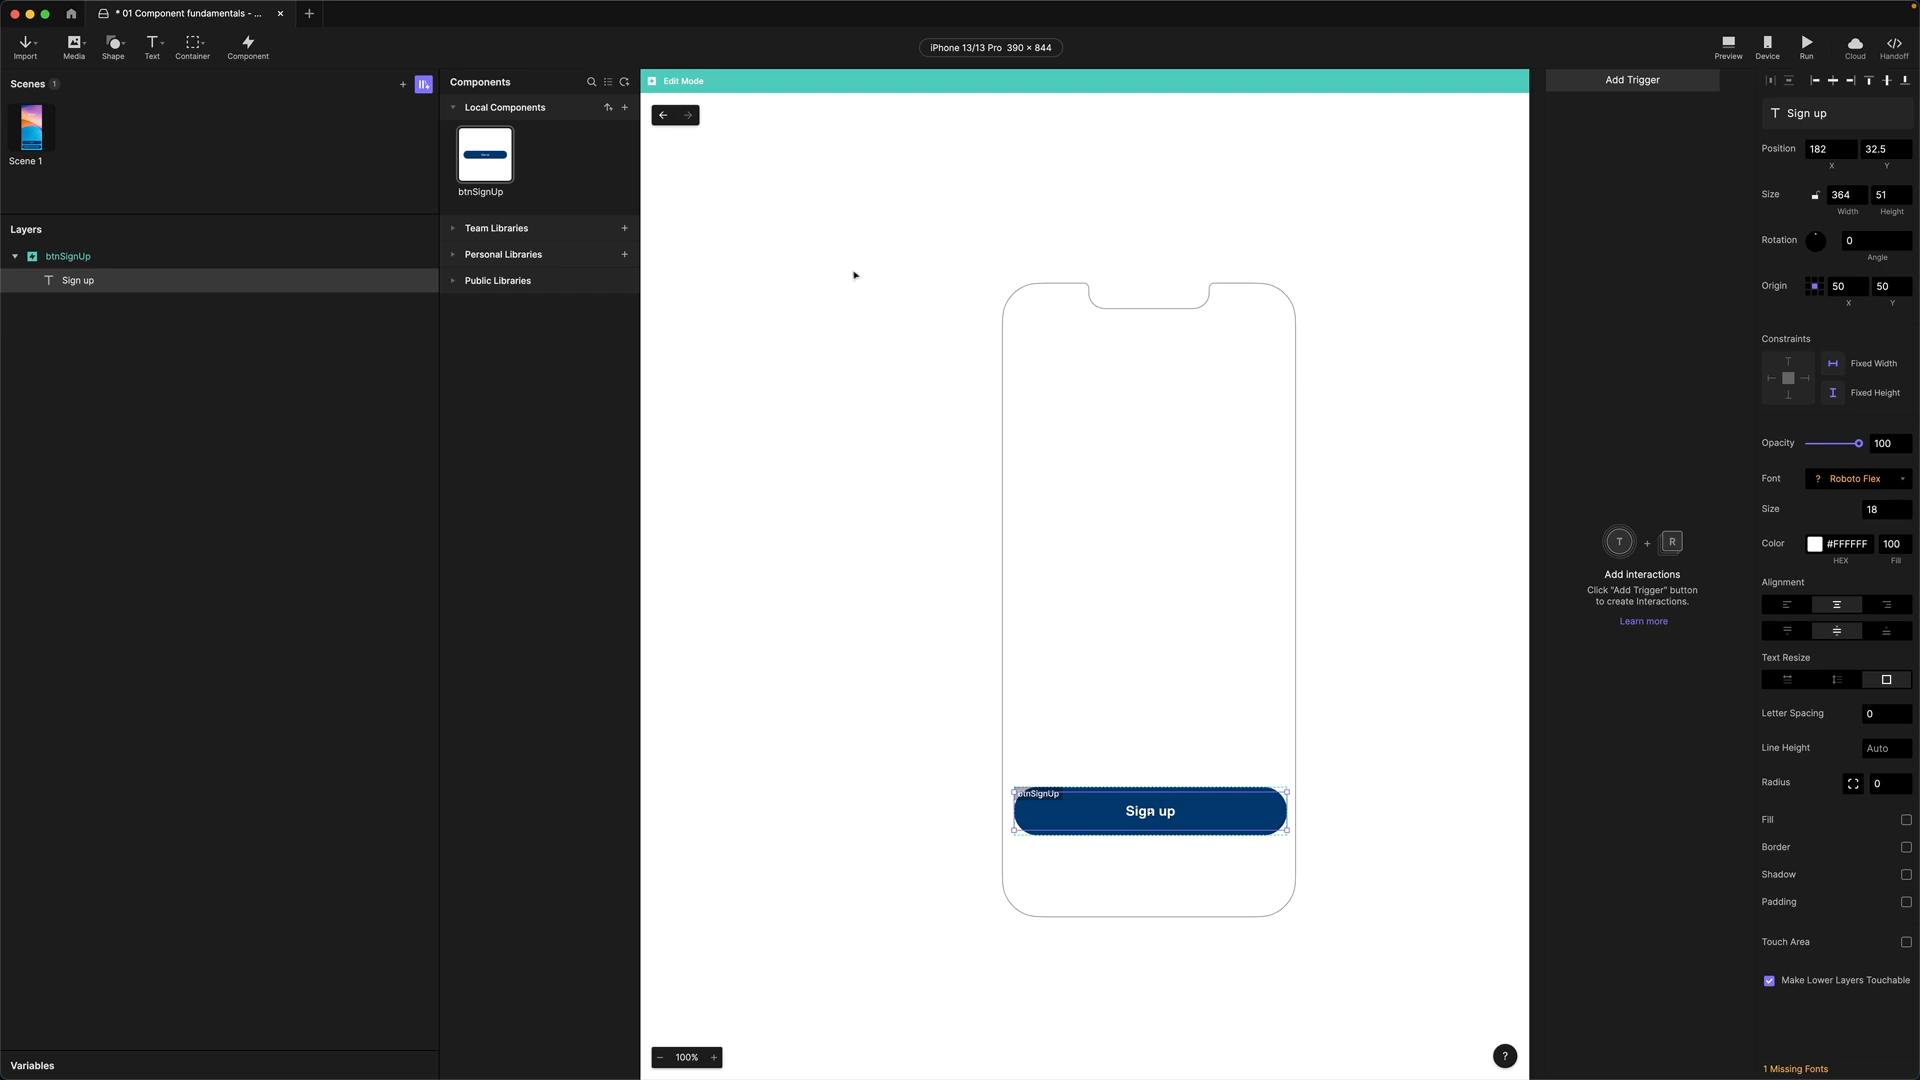 * 01 Component fundamentals - ...
Import
Media
Shape
Text
Container
Component
iPhone 13/13 Pro 390 × 844
Preview
Device
Run
Cloud
Handoff
Scenes 1
Scene 1
Layers
btnSignUp
Sign up
Variables
Components
Local Components
btnSignUp
Team Libraries
Personal Libraries
Public Libraries
Edit Mode
btnSignUp
Sign up
100%
?
Add Trigger
T + R
Add interactions
Click "Add Trigger" button
to create Interactions.
Learn more
Sign up
Position 182 32.5
X Y
Size 364 51
Width Height
Rotation 0
Angle
Origin 50 50
X Y
Constraints
Fixed Width
Fixed Height
Opacity 100
Font ? Roboto Flex
Size 18
Color #FFFFFF 100
HEX Fill
Alignment
Text Resize
Letter Spacing 0
Line Height Auto
Radius 0
Fill
Border
Shadow
Padding
Touch Area
Make Lower Layers Touchable
1 Missing Fonts